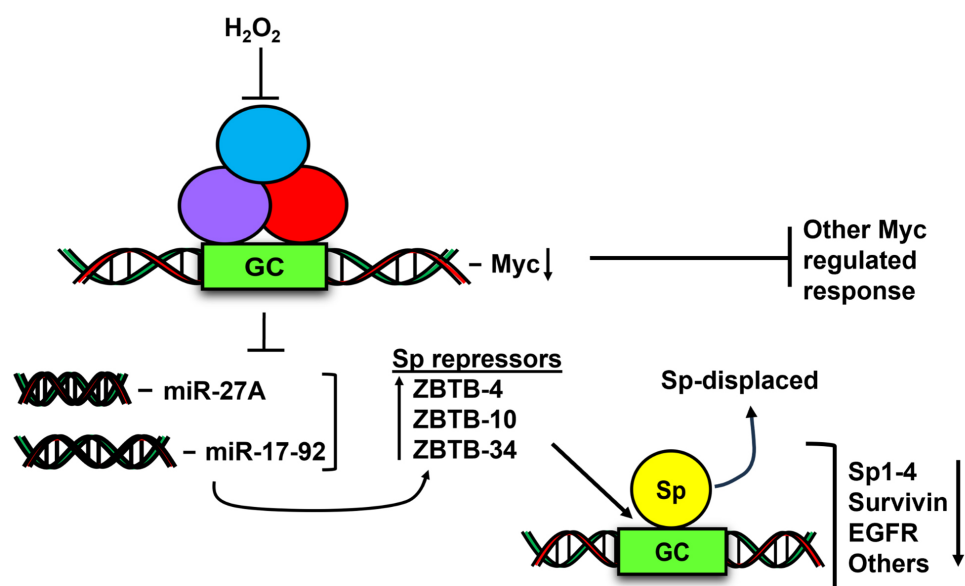 H₂O₂
GC
– Myc↓
Other Myc
regulated
response
– miR-27A
– miR-17-92
Sp repressors
ZBTB-4
ZBTB-10
ZBTB-34
Sp-displaced
Sp
GC
Sp1-4
Survivin
EGFR
Others